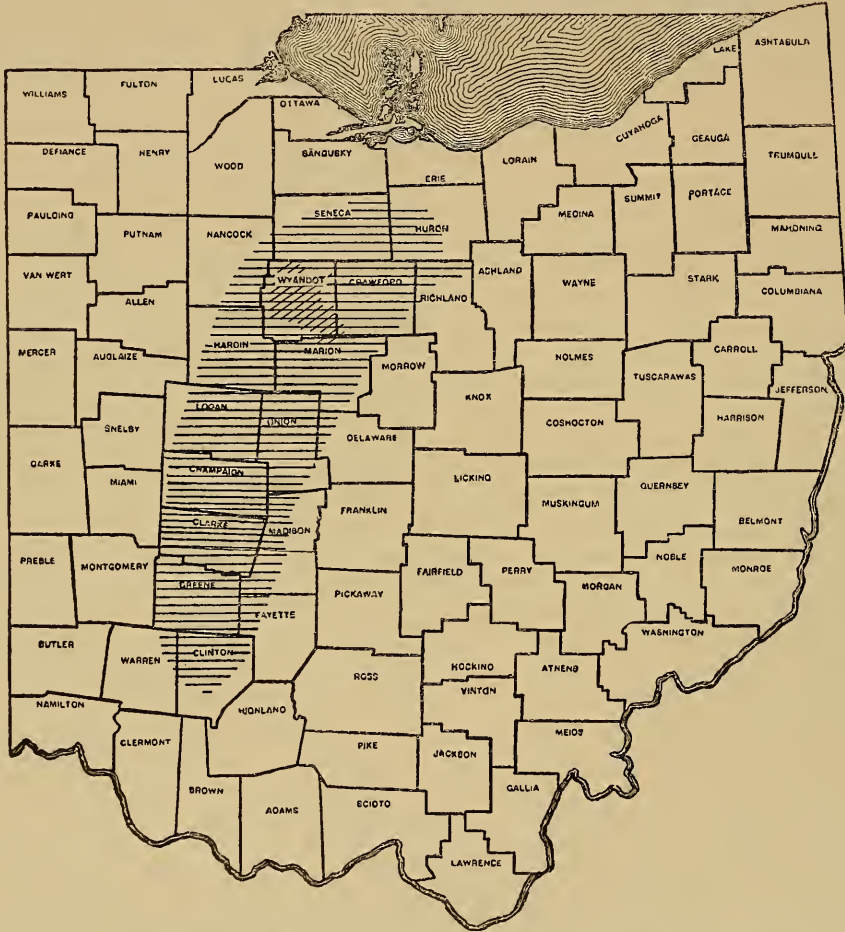 LAKE
ASHTABULA
WILLIAMS
FULTON
LUCAS
OTTAWA
CUYAHOGA
GEAUGA
DEFIANCE
HENRY
WOOD
SANDUSKY
ERIE
LORAIN
TRUMBULL
PAULDING
SENECA
HURON
MEDINA
SUMMIT
PORTAGE
PUTNAM
HANCOCK
MAHONING
VAN WERT
WYANDOT
CRAWFORD
RICHLAND
ASHLAND
WAYNE
STARK
COLUMBIANA
ALLEN
MERCER
AUGLAIZE
HARDIN
MARION
MORROW
HOLMES
TUSCARAWAS
CARROLL
JEFFERSON
SHELBY
LOGAN
UNION
KNOX
COSHOCTON
HARRISON
DELAWARE
DARKE
MIAMI
CHAMPAIGN
LICKING
MUSKINGUM
GUERNSEY
BELMONT
CLARKE
MADISON
FRANKLIN
PREBLE
MONTGOMERY
GREENE
FAIRFIELD
PERRY
NOBLE
MONROE
PICKAWAY
MORGAN
FAYETTE
BUTLER
WARREN
CLINTON
WASHINGTON
ROSS
HOCKING
ATHENS
VINTON
HAMILTON
HIGHLAND
CLERMONT
PIKE
JACKSON
MEIGS
BROWN
ADAMS
SCIOTO
GALLIA
LAWRENCE